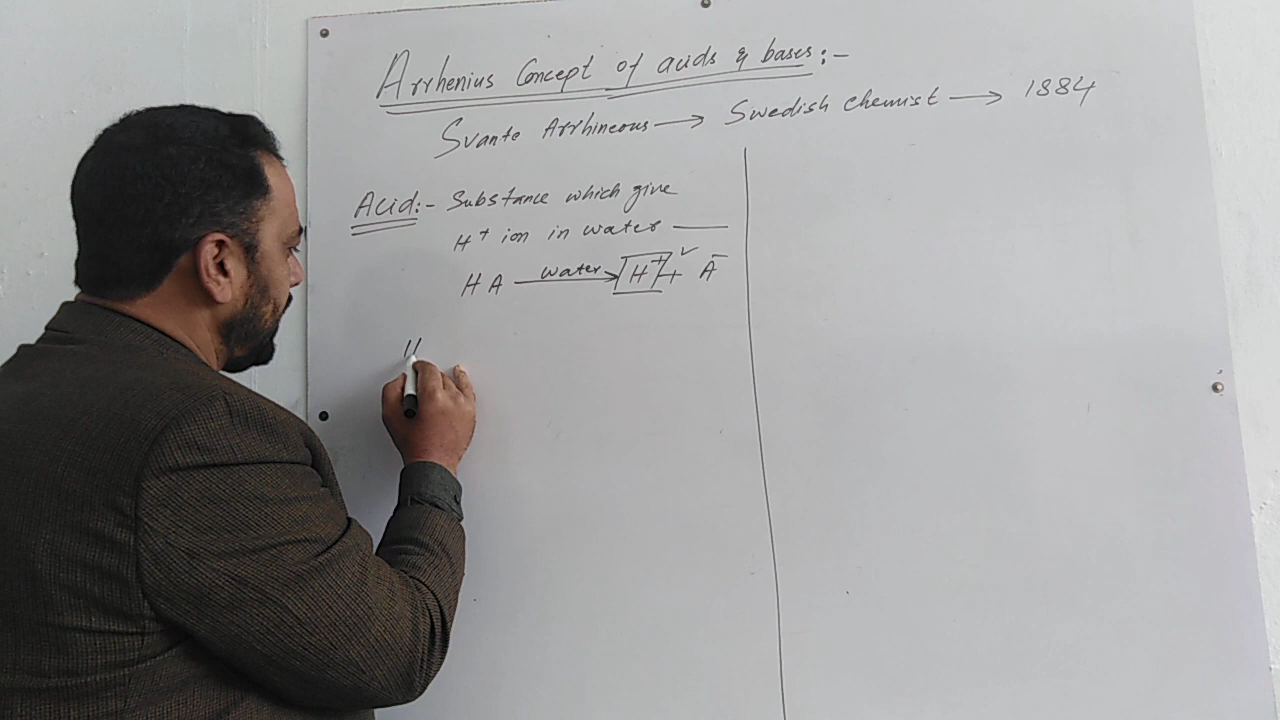 Arrhenius Concept of acids & bases:-
Svante Arrhineous → Swedish chemist → 1884
Acid:- Substance which give
H⁺ ion in water —
HA water→ H⁺ + A⁻ ✓
H